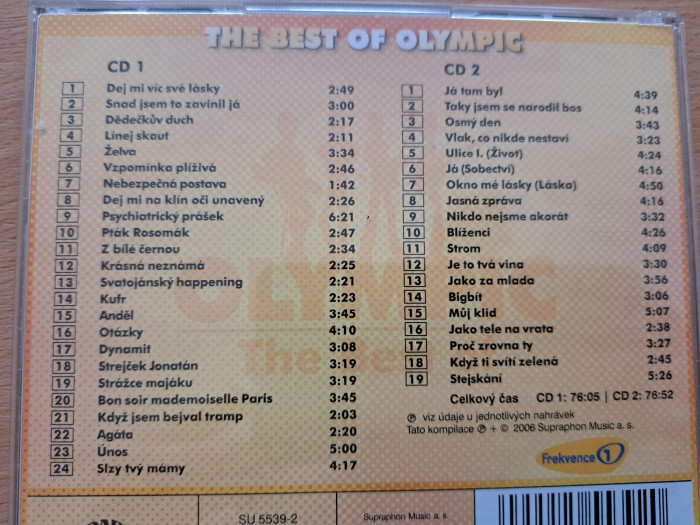 THE BEST OF OLYMPIC
CD 1
1 Dej mi víc své lásky 2:49
2 Snad jsem to zavinil já 3:00
3 Dědečkův duch 2:17
4 Línej skaut 2:11
5 Želva 3:34
6 Vzpomínka plíživá 2:46
7 Nebezpečná postava 1:42
8 Dej mi na klín oči unavený 2:26
9 Psychiatrický prášek 6:21
10 Pták Rosomák 2:47
11 Z bílé černou 2:34
12 Krásná neznámá 2:25
13 Svatojánský happening 2:21
14 Kufr 2:23
15 Anděl 3:45
16 Otázky 4:10
17 Dynamit 3:08
18 Strejček Jonatán 3:19
19 Strážce majáku 3:19
20 Bon soir mademoiselle Paris 3:45
21 Když jsem bejval tramp 2:03
22 Agáta 2:20
23 Únos 5:00
24 Slzy tvý mámy 4:17
CD 2
1 Já tam byl 4:39
2 Taky jsem se narodil bos 4:14
3 Osmý den 3:43
4 Vlak, co nikde nestaví 3:23
5 Ulice I. (Život) 4:24
6 Já (Sobectví) 4:16
7 Okno mé lásky (Láska) 4:50
8 Jasná zpráva 4:16
9 Nikdo nejsme akorát 3:32
10 Blíženci 4:26
11 Strom 4:09
12 Je to tvá vina 3:30
13 Jako za mlada 3:56
14 Bigbít 3:06
15 Můj klid 5:07
16 Jako tele na vrata 2:38
17 Proč zrovna ty 3:27
18 Když ti svítí zelená 2:45
19 Stejskání 5:26
Celkový čas CD 1: 76:05 | CD 2: 76:52
℗ viz údaje u jednotlivých nahrávek
Tato kompilace ℗ + © 2006 Supraphon Music a. s.
Frekvence 1
OLYMPIC
The Best
SU 5539-2
Supraphon Music a. s.